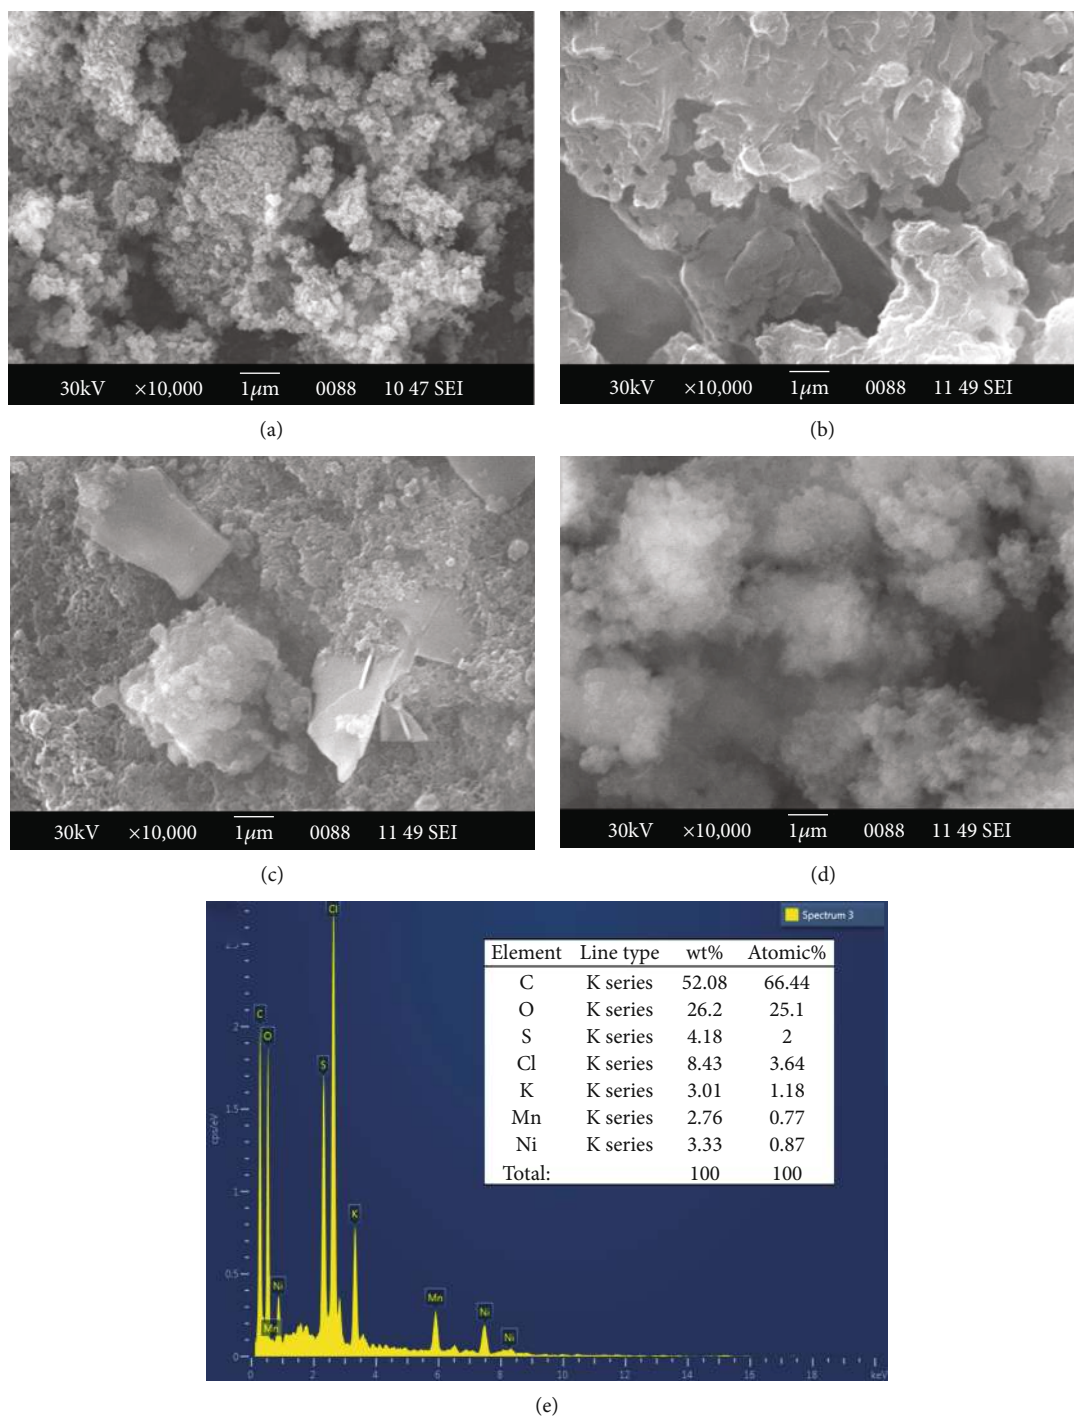 30kV ×10,000 1μm 0088 10 47 SEI
(a)
30kV ×10,000 1μm 0088 11 49 SEI
(b)
30kV ×10,000 1μm 0088 11 49 SEI
(c)
30kV ×10,000 1μm 0088 11 49 SEI
(d)
Spectrum 3
Element Line type wt% Atomic%
C K series 52.08 66.44
O K series 26.2 25.1
S K series 4.18 2
Cl K series 8.43 3.64
K K series 3.01 1.18
Mn K series 2.76 0.77
Ni K series 3.33 0.87
Total: 100 100
Cl
C
O
S
K
Ni
Mn
Mn
Ni
Ni
cps/eV
2
1.5
1
0.5
0
0 2 4 6 8 10 12 14 16 18 keV
(e)